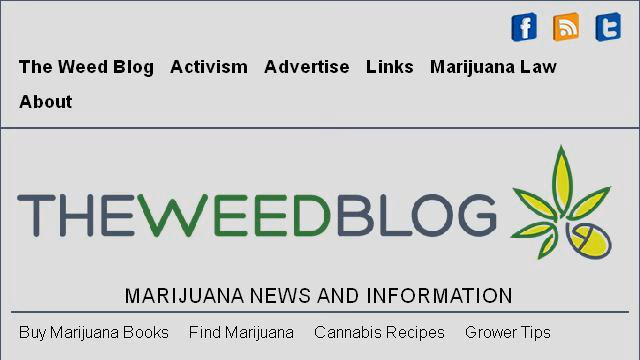 The Weed Blog Activism Advertise Links Marijuana Law
About
THEWEEDBLOG
MARIJUANA NEWS AND INFORMATION
Buy Marijuana Books Find Marijuana Cannabis Recipes Grower Tips